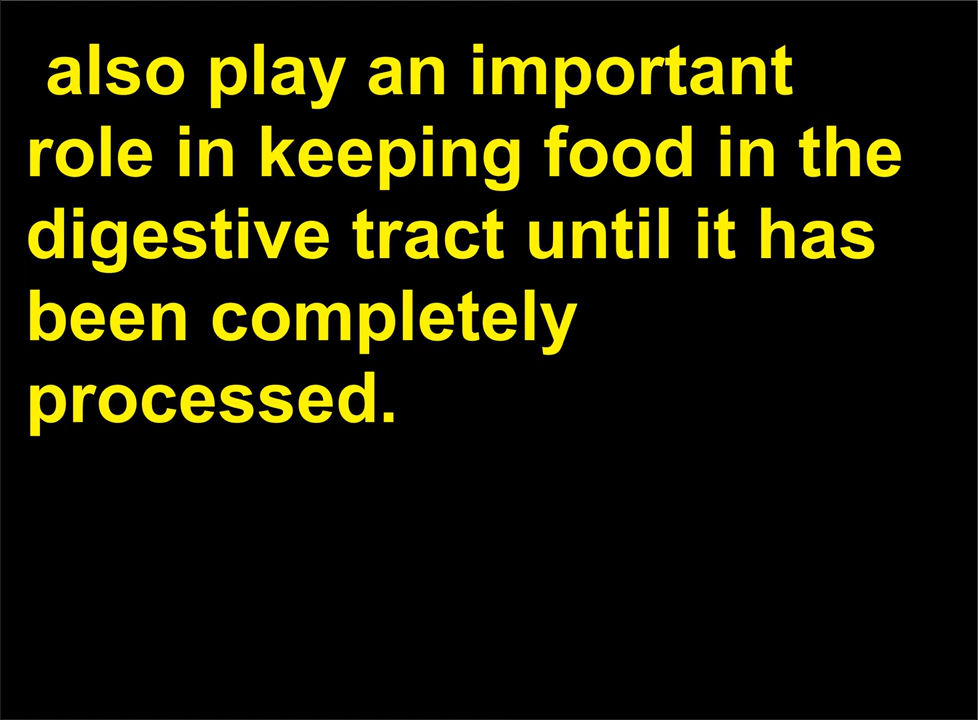 also play an important
role in keeping food in the
digestive tract until it has
been completely
processed.